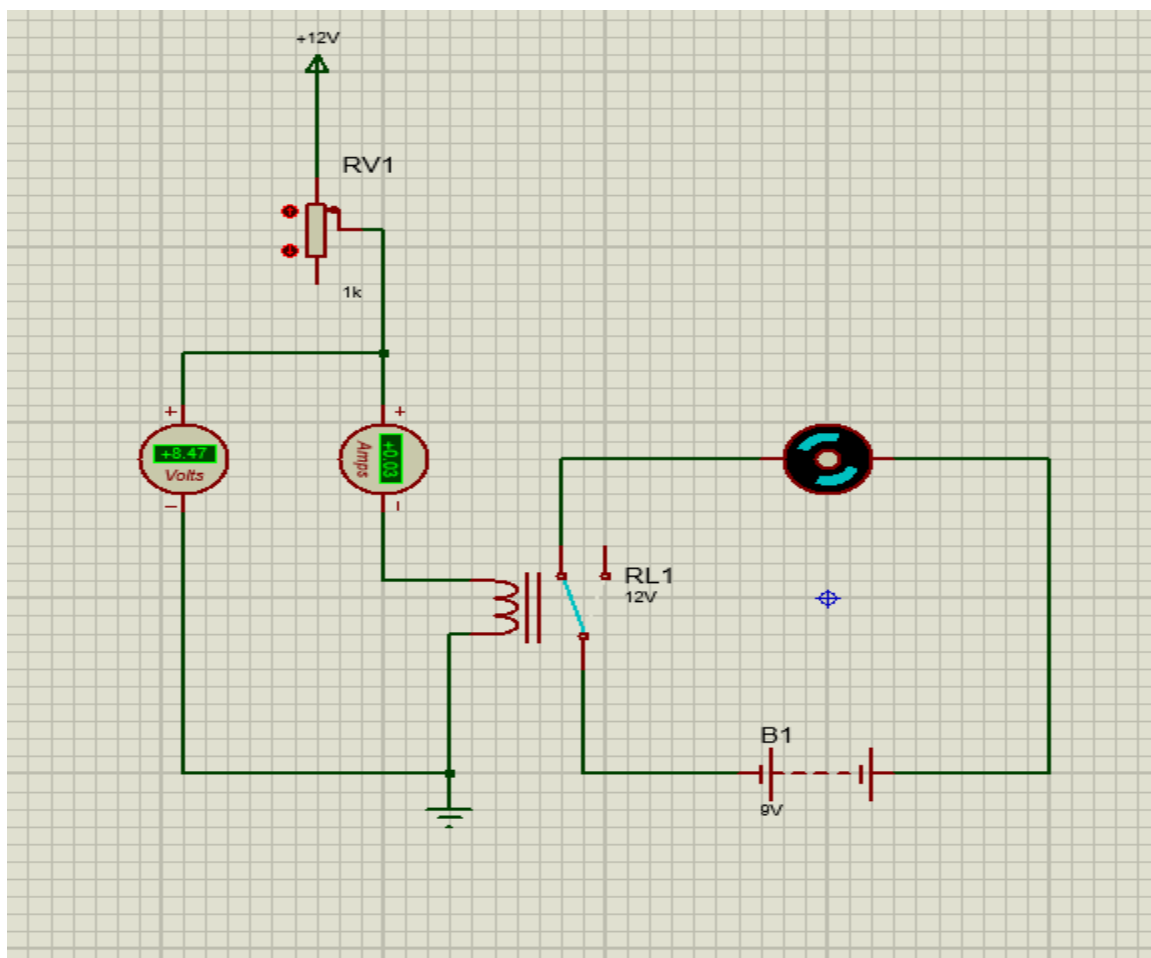 +12V
RV1
1k
+
+8.47
Volts
−
+
+0.03
Amps
−
RL1
12V
B1
9V